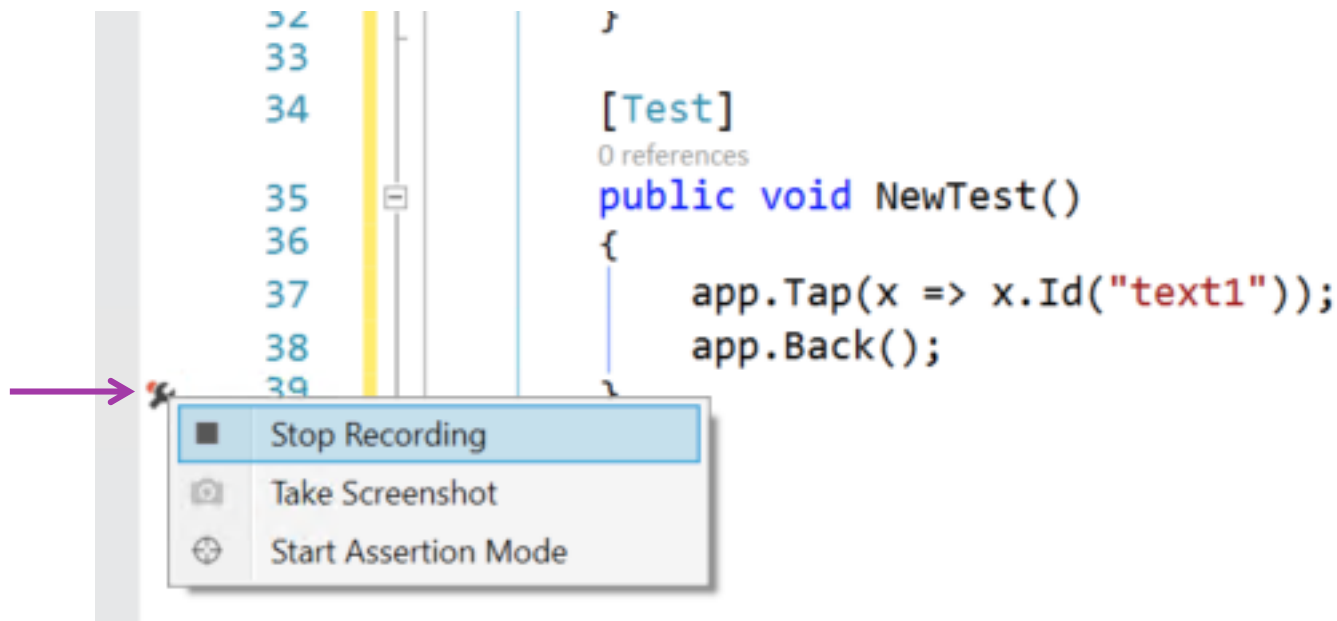 32 }
33
34 [Test]
0 references
35 public void NewTest()
36 {
37 app.Tap(x => x.Id("text1"));
38 app.Back();
39 }
Stop Recording
Take Screenshot
Start Assertion Mode